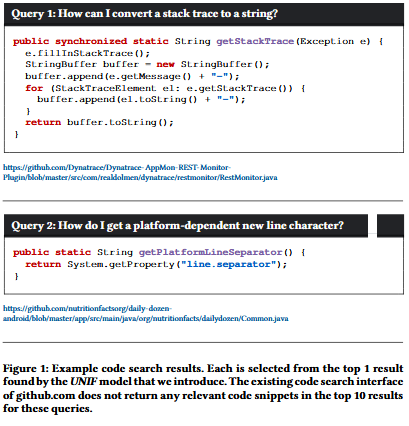 Query 1: How can I convert a stack trace to a string?
public synchronized static String getStackTrace(Exception e) {
e.fillInStackTrace();
StringBuffer buffer = new StringBuffer();
buffer.append(e.getMessage() + "-");
for (StackTraceElement el: e.getStackTrace()) {
buffer.append(el.toString() + "-");
}
return buffer.toString();
}
https://github.com/Dynatrace/Dynatrace-AppMon-REST-Monitor-
Plugin/blob/master/src/com/realdolmen/dynatrace/restmonitor/RestMonitor.java
Query 2: How do I get a platform-dependent new line character?
public static String getPlatformLineSeparator() {
return System.getProperty("line.separator");
}
https://github.com/nutritionfactsorg/daily-dozen-
android/blob/master/app/src/main/java/org/nutritionfacts/dailydozen/Common.java
Figure 1: Example code search results. Each is selected from the top 1 result
found by the UNIF model that we introduce. The existing code search interface
of github.com does not return any relevant code snippets in the top 10 results
for these queries.